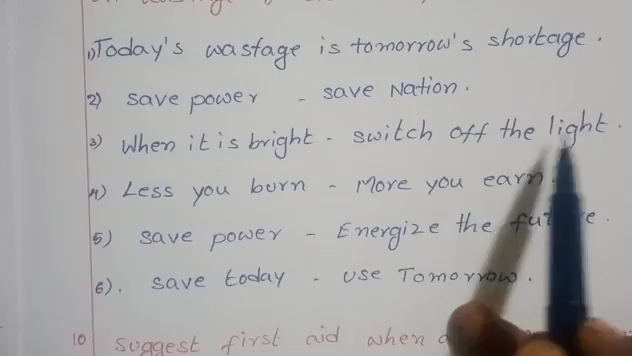 1) Today's wastage is tomorrow's shortage.
2) save power - save Nation.
3) When it is bright - switch off the light.
4) Less you burn - More you earn.
5) save power - Energize the future.
6). save today - use Tomorrow.
10 suggest first aid when